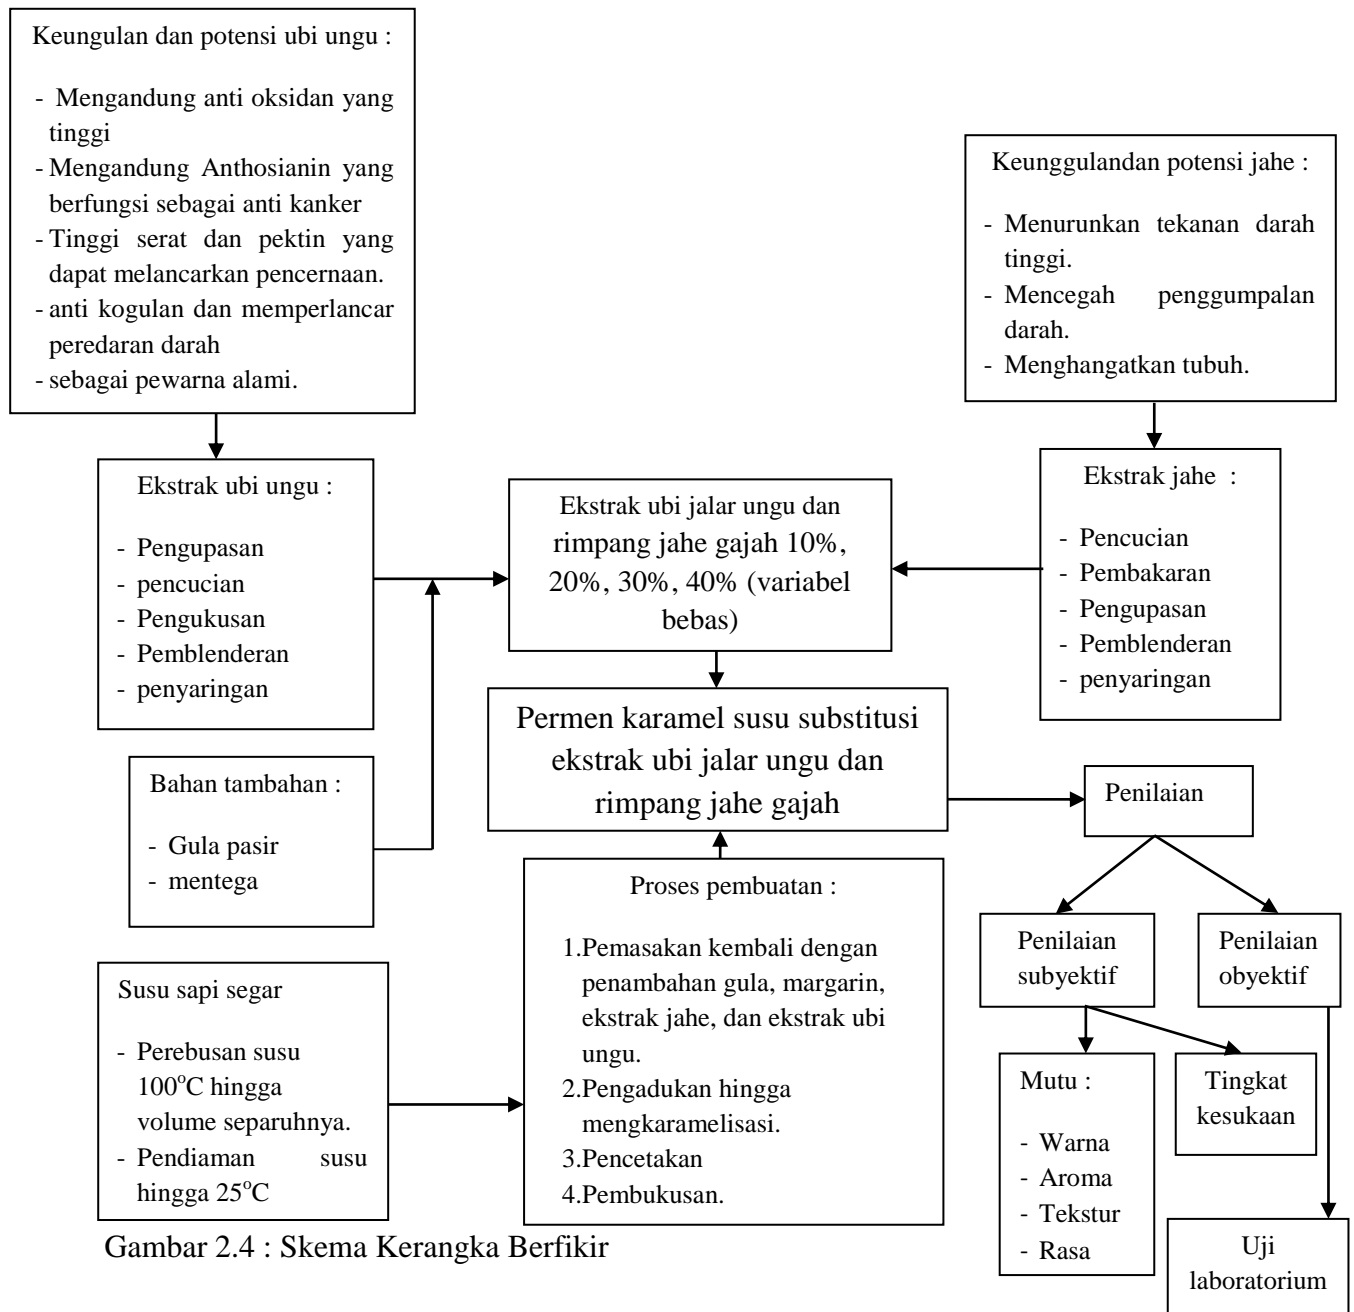 Keungulan dan potensi ubi ungu :
- Mengandung anti oksidan yang
tinggi
- Mengandung Anthosianin yang
berfungsi sebagai anti kanker
- Tinggi serat dan pektin yang
dapat melancarkan pencernaan.
- anti kogulan dan memperlancar
peredaran darah
- sebagai pewarna alami.
Keunggulandan potensi jahe :
- Menurunkan tekanan darah
tinggi.
- Mencegah penggumpalan
darah.
- Menghangatkan tubuh.
Ekstrak ubi ungu :
- Pengupasan
- pencucian
- Pengukusan
- Pemblenderan
- penyaringan
Ekstrak ubi jalar ungu dan
rimpang jahe gajah 10%,
20%, 30%, 40% (variabel
bebas)
Ekstrak jahe :
- Pencucian
- Pembakaran
- Pengupasan
- Pemblenderan
- penyaringan
Bahan tambahan :
- Gula pasir
- mentega
Permen karamel susu substitusi
ekstrak ubi jalar ungu dan
rimpang jahe gajah
Penilaian
Susu sapi segar
- Perebusan susu
100°C hingga
volume separuhnya.
- Pendiaman susu
hingga 25°C
Proses pembuatan :
1.Pemasakan kembali dengan
penambahan gula, margarin,
ekstrak jahe, dan ekstrak ubi
ungu.
2.Pengadukan hingga
mengkaramelisasi.
3.Pencetakan
4.Pembukusan.
Penilaian
subyektif
Penilaian
obyektif
Mutu :
- Warna
- Aroma
- Tekstur
- Rasa
Tingkat
kesukaan
Uji
laboratorium
Gambar 2.4 : Skema Kerangka Berfikir